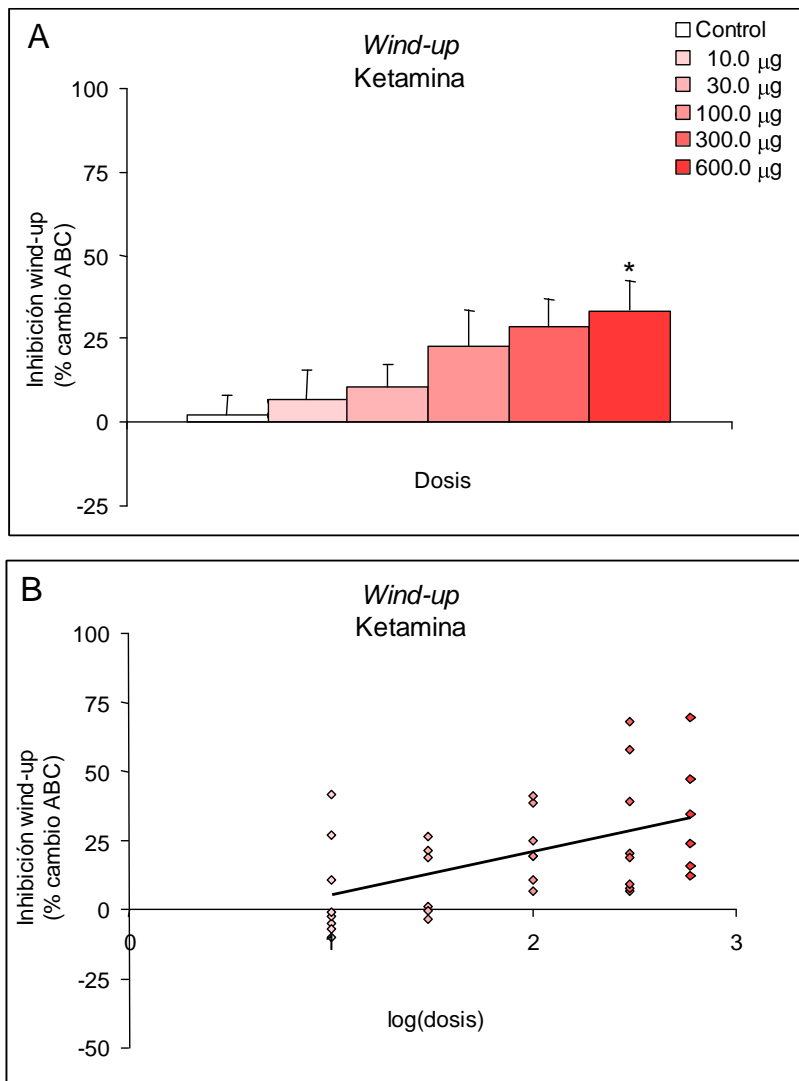 A
Wind-up
Ketamina
Control
10.0 µg
30.0 µg
100.0 µg
300.0 µg
600.0 µg
100
75
50
25
0
-25
Inhibición wind-up
(% cambio ABC)
*
Dosis
B
Wind-up
Ketamina
100
75
50
25
0
-25
-50
Inhibición wind-up
(% cambio ABC)
0
1
2
3
log(dosis)